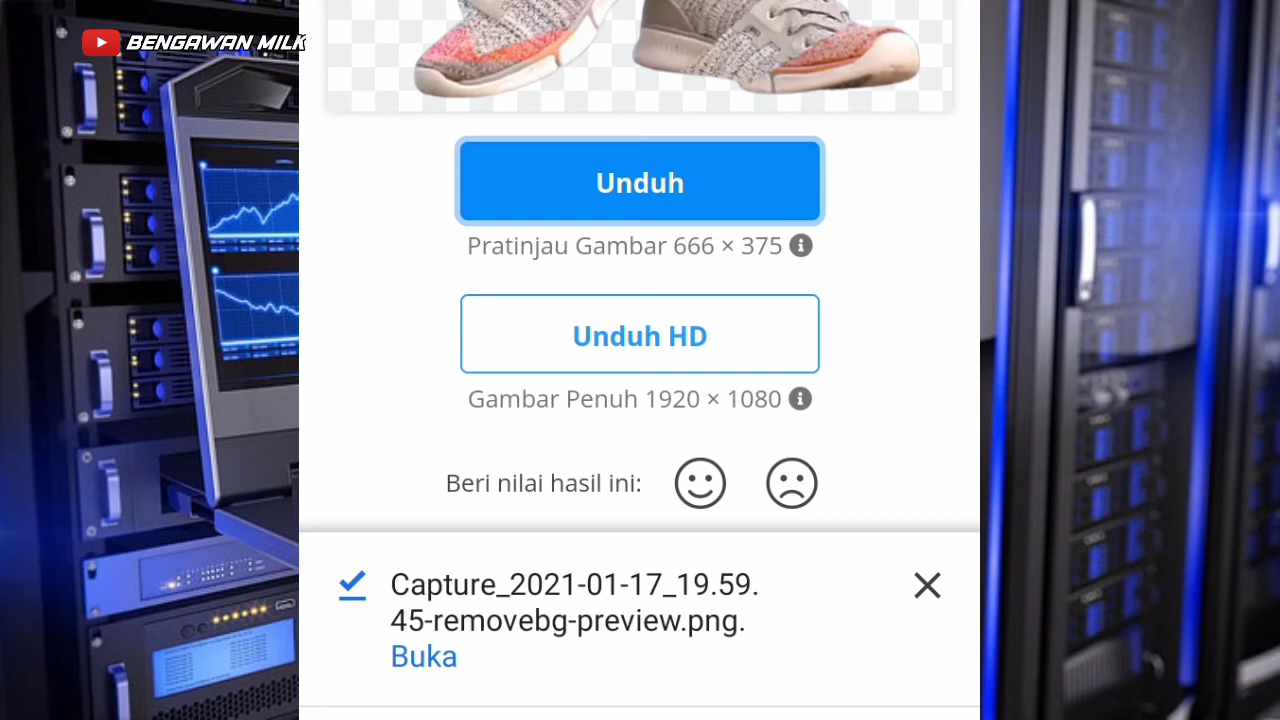 BENGAWAN MILK
Unduh
Pratinjau Gambar 666 × 375
Unduh HD
Gambar Penuh 1920 × 1080
Beri nilai hasil ini:
Capture_2021-01-17_19.59.
45-removebg-preview.png.
Buka